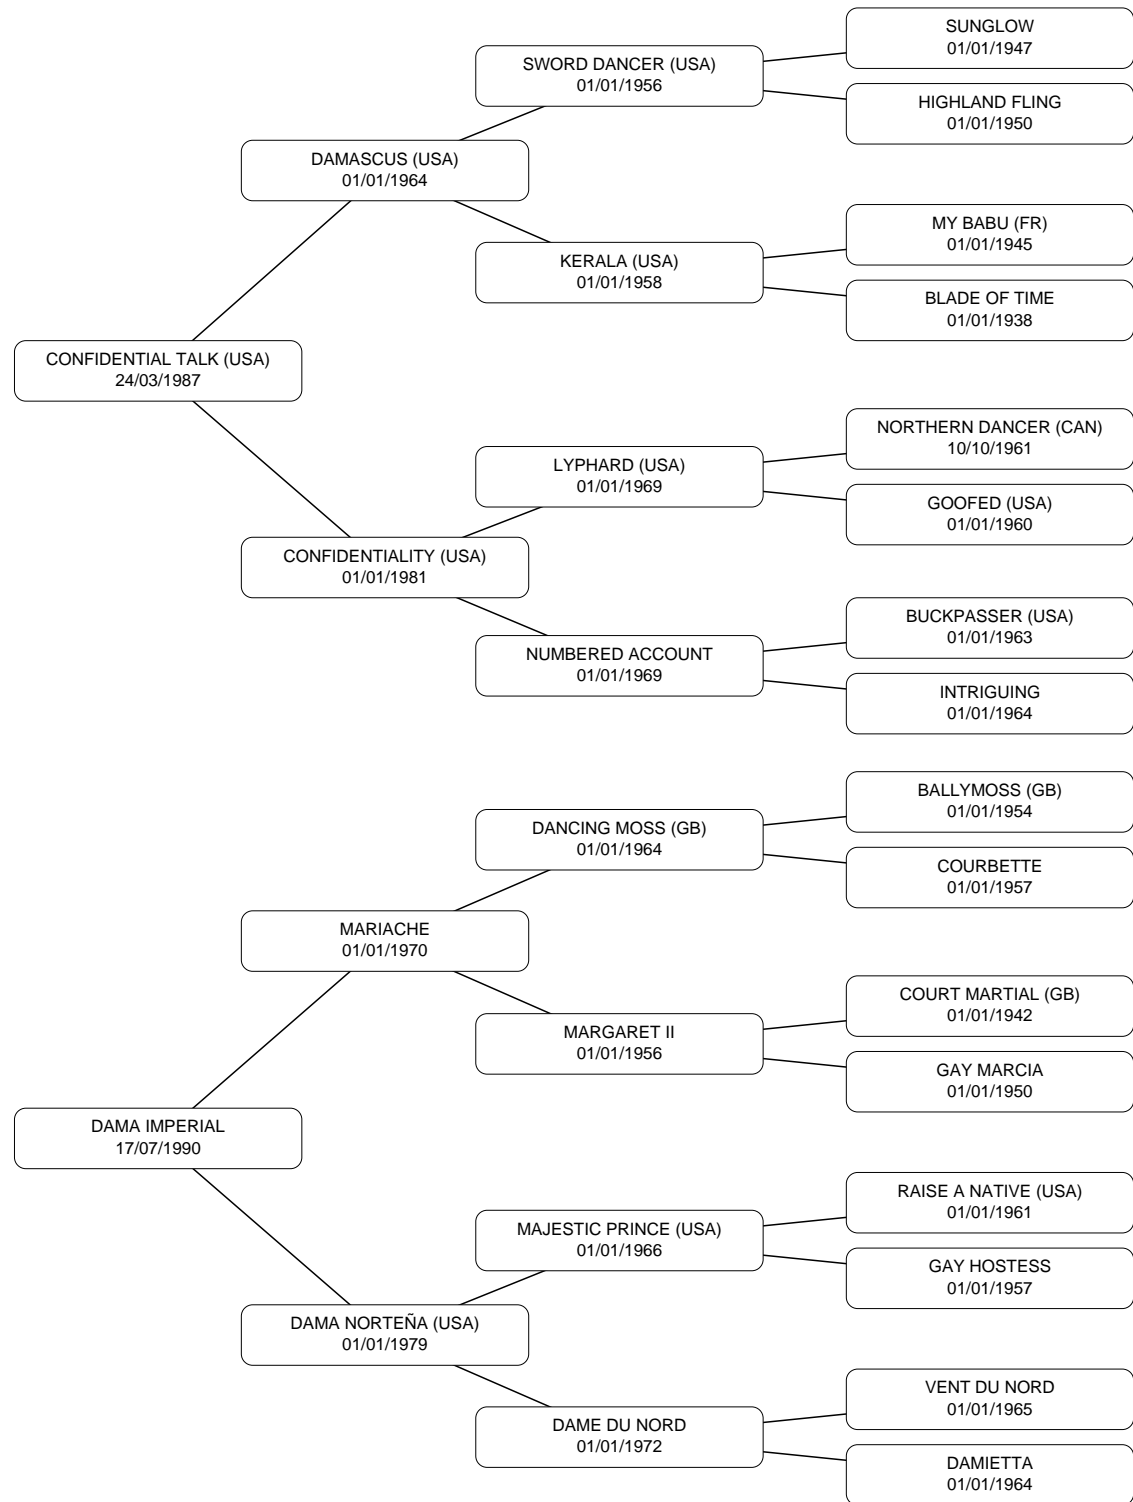 SUNGLOW
01/01/1947
SWORD DANCER (USA)
01/01/1956
HIGHLAND FLING
01/01/1950
DAMASCUS (USA)
01/01/1964
MY BABU (FR)
01/01/1945
KERALA (USA)
01/01/1958
BLADE OF TIME
01/01/1938
CONFIDENTIAL TALK (USA)
24/03/1987
NORTHERN DANCER (CAN)
10/10/1961
LYPHARD (USA)
01/01/1969
GOOFED (USA)
01/01/1960
CONFIDENTIALITY (USA)
01/01/1981
BUCKPASSER (USA)
01/01/1963
NUMBERED ACCOUNT
01/01/1969
INTRIGUING
01/01/1964
BALLYMOSS (GB)
01/01/1954
DANCING MOSS (GB)
01/01/1964
COURBETTE
01/01/1957
MARIACHE
01/01/1970
COURT MARTIAL (GB)
01/01/1942
MARGARET II
01/01/1956
GAY MARCIA
01/01/1950
DAMA IMPERIAL
17/07/1990
RAISE A NATIVE (USA)
01/01/1961
MAJESTIC PRINCE (USA)
01/01/1966
GAY HOSTESS
01/01/1957
DAMA NORTEÑA (USA)
01/01/1979
VENT DU NORD
01/01/1965
DAME DU NORD
01/01/1972
DAMIETTA
01/01/1964